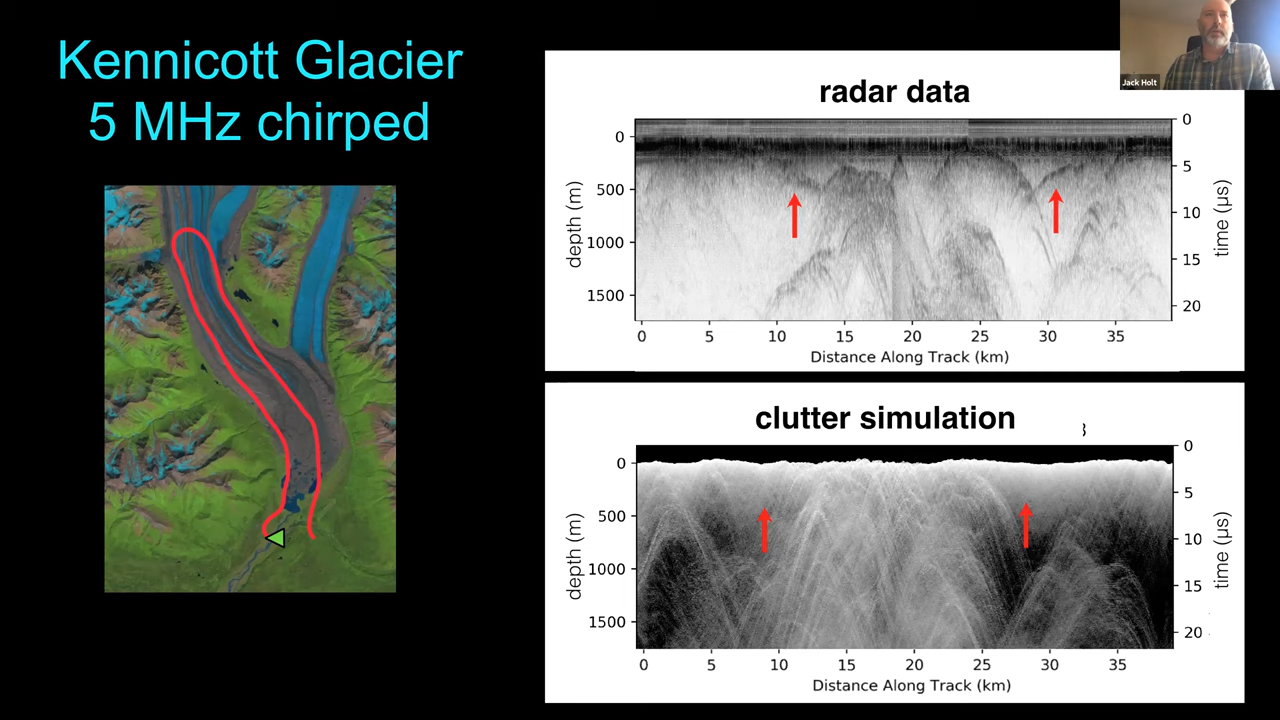 Kennicott Glacier
5 MHz chirped
Jack Holt
radar data
0
500
1000
1500
depth (m)
0
5
10
15
20
time (µs)
0 5 10 15 20 25 30 35
Distance Along Track (km)
clutter simulation
0
500
1000
1500
depth (m)
0
5
10
15
20
time (µs)
0 5 10 15 20 25 30 35
Distance Along Track (km)